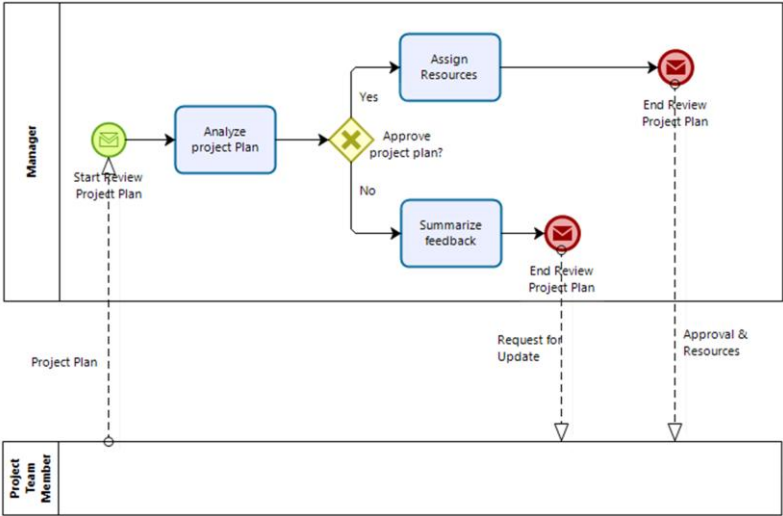 Manager
Start Review
Project Plan
Analyze
project Plan
Approve
project plan?
Yes
No
Assign
Resources
End Review
Project Plan
Summarize
feedback
End Review
Project Plan
Project Plan
Request for
Update
Approval &
Resources
Project
Team
Member